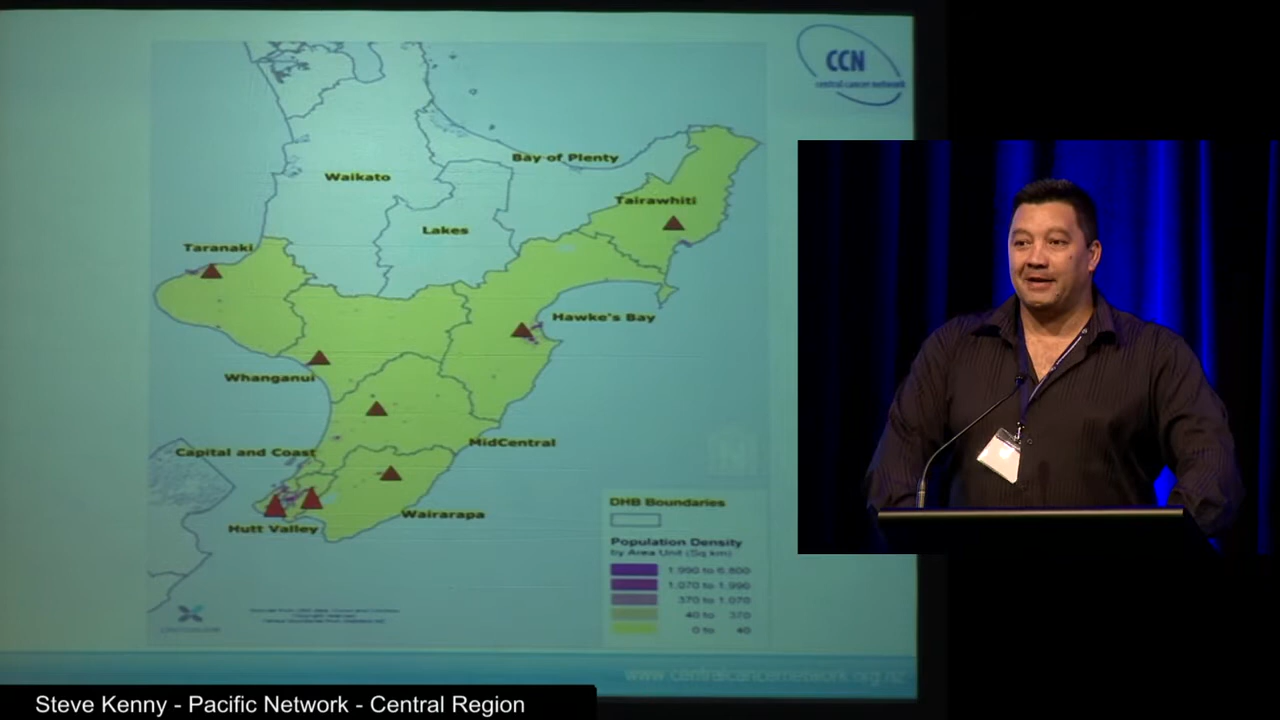 CCN
central cancer network
Bay of Plenty
Waikato
Tairawhiti
Lakes
Taranaki
Hawke's Bay
Whanganui
MidCentral
Capital and Coast
Wairarapa
Hutt Valley
DHB Boundaries
Population Density
by Area Unit (Sq km)
1,990 to 6,800
1,070 to 1,990
370 to 1,070
40 to 370
0 to 40
www.centralcancernetwork.org.nz
Steve Kenny - Pacific Network - Central Region